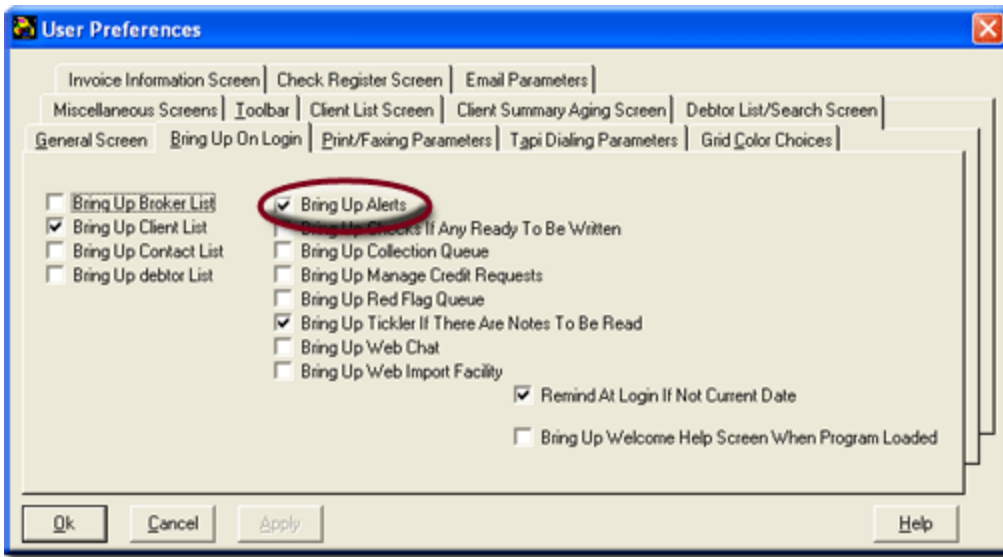 User Preferences
Invoice Information Screen Check Register Screen Email Parameters
Miscellaneous Screens Toolbar Client List Screen Client Summary Aging Screen Debtor List/Search Screen
General Screen Bring Up On Login Print/Faxing Parameters Tapi Dialing Parameters Grid Color Choices
Bring Up Broker List Bring Up Alerts
Bring Up Client List Bring Up Checks If Any Ready To Be Written
Bring Up Contact List Bring Up Collection Queue
Bring Up debtor List Bring Up Manage Credit Requests
Bring Up Red Flag Queue
Bring Up Tickler If There Are Notes To Be Read
Bring Up Web Chat
Bring Up Web Import Facility
Remind At Login If Not Current Date
Bring Up Welcome Help Screen When Program Loaded
Ok Cancel Apply Help